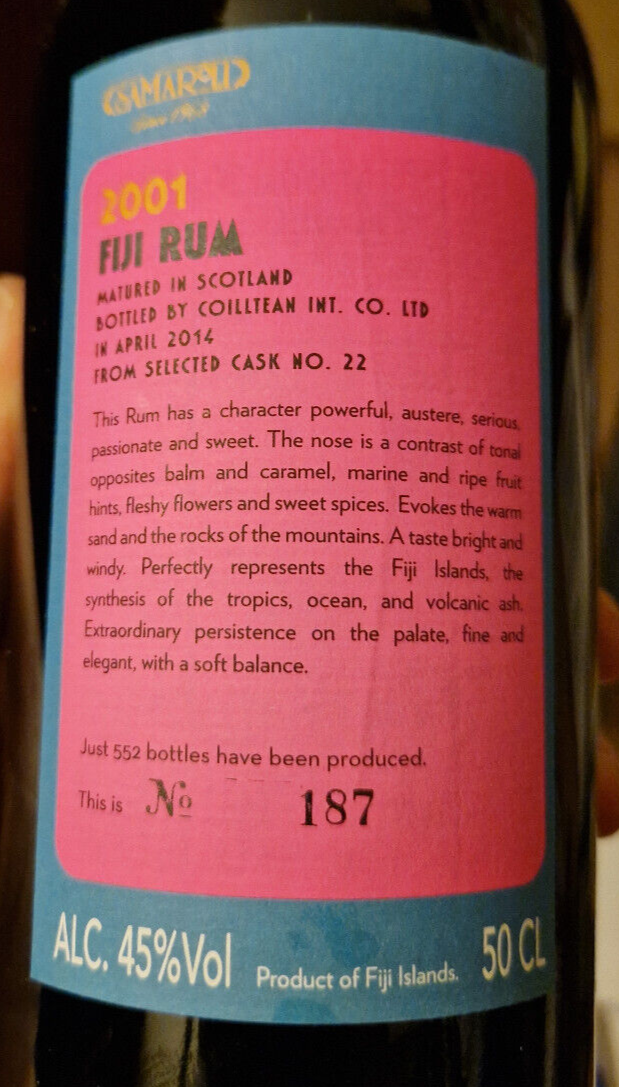 SAMAROLI
Since 1968
2001
FIJI RUM
MATURED IN SCOTLAND
BOTTLED BY COILLTEAN INT. CO. LTD
IN APRIL 2014
FROM SELECTED CASK NO. 22
This Rum has a character powerful, austere, serious,
passionate and sweet. The nose is a contrast of tonal
opposites balm and caramel, marine and ripe fruit
hints, fleshy flowers and sweet spices. Evokes the warm
sand and the rocks of the mountains. A taste bright and
windy. Perfectly represents the Fiji Islands, the
synthesis of the tropics, ocean, and volcanic ash.
Extraordinary persistence on the palate, fine and
elegant, with a soft balance.
Just 552 bottles have been produced.
This is No 187
ALC. 45%Vol Product of Fiji Islands. 50 CL